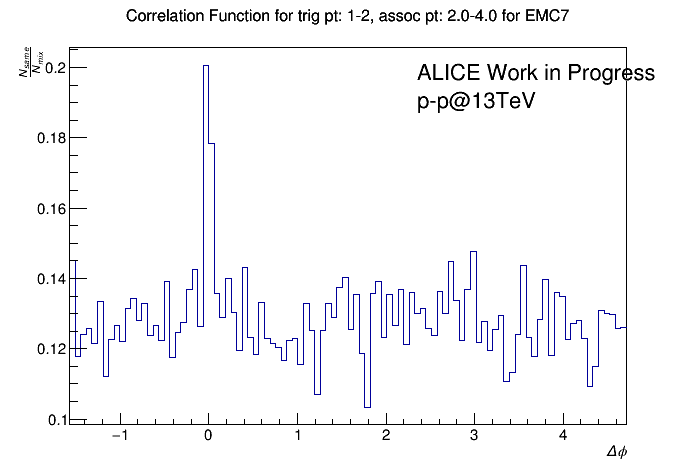 Correlation Function for trig pt: 1-2, assoc pt: 2.0-4.0 for EMC7
N_same
N_mix
ALICE Work in Progress
p-p@13TeV
0.2
0.18
0.16
0.14
0.12
0.1
−1 0 1 2 3 4
Δϕ